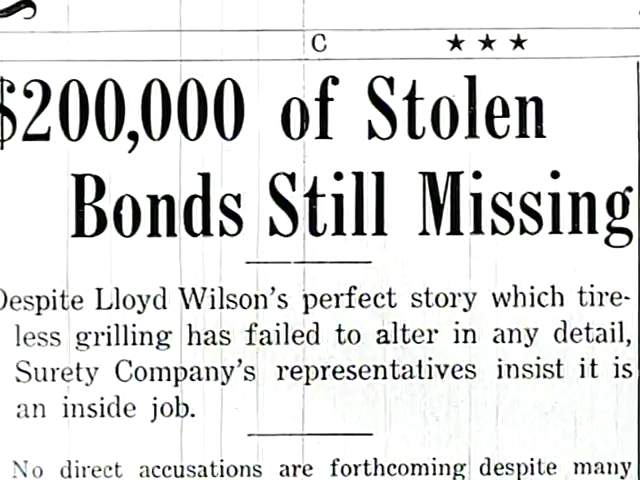 C ★ ★ ★
$200,000 of Stolen
Bonds Still Missing
Despite Lloyd Wilson's perfect story which tire-
less grilling has failed to alter in any detail,
Surety Company's representatives insist it is
an inside job.
No direct accusations are forthcoming despite many